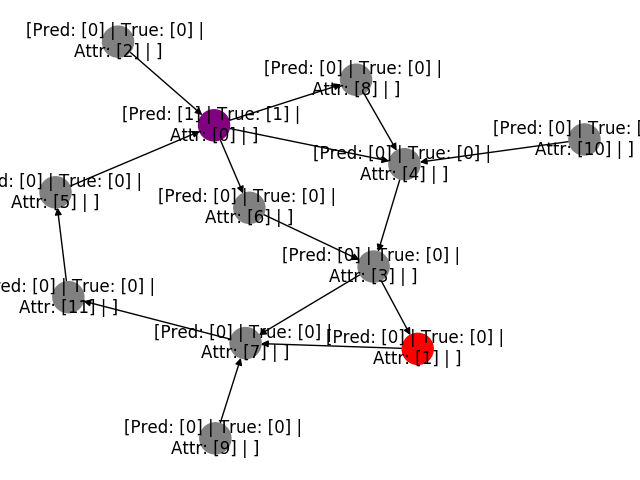 [Pred: [0] | True: [0] |
Attr: [2] | ]
[Pred: [0] | True: [0] |
Attr: [8] | ]
[Pred: [1] | True: [1] |
Attr: [0] | ]
[Pred: [0] | True: [
Attr: [10] | ]
[Pred: [0] | True: [0] |
Attr: [4] | ]
d: [0] | True: [0] |
Attr: [5] | ]
[Pred: [0] | True: [0] |
Attr: [6] | ]
[Pred: [0] | True: [0] |
Attr: [3] | ]
red: [0] | True: [0] |
Attr: [11] | ]
[Pred: [0] | True: [0] |
Attr: [7] | ]
[Pred: [0] | True: [0] |
Attr: [1] | ]
[Pred: [0] | True: [0] |
Attr: [9] | ]